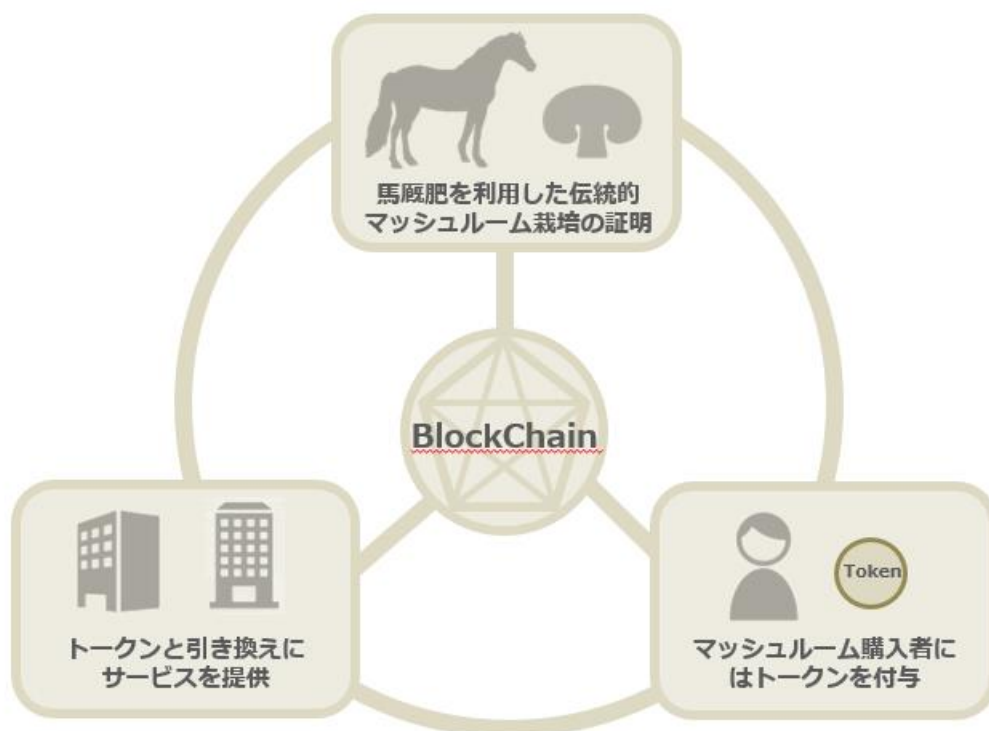 馬厩肥を利用した伝統的
マッシュルーム栽培の証明
BlockChain
トークンと引き換えに
サービスを提供
Token
マッシュルーム購入者に
はトークンを付与